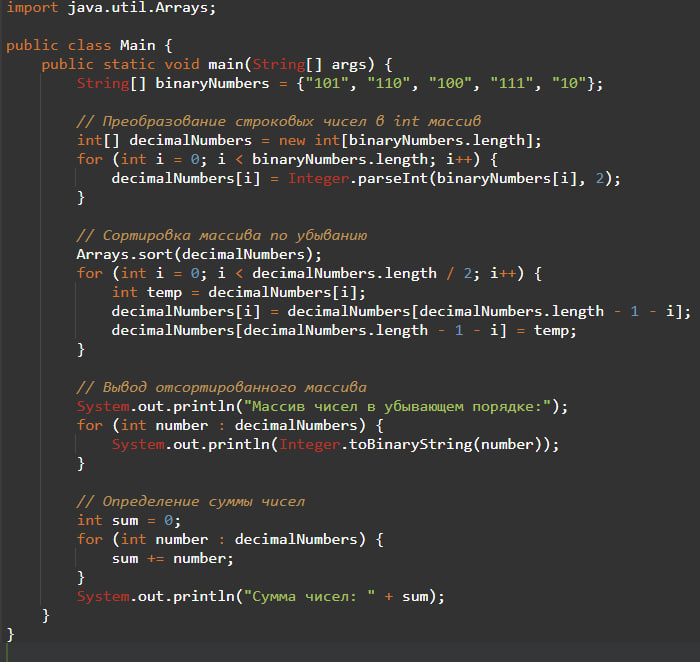 import java.util.Arrays;
public class Main {
public static void main(String[] args) {
String[] binaryNumbers = {"101", "110", "100", "111", "10"};
// Преобразование строковых чисел в int массив
int[] decimalNumbers = new int[binaryNumbers.length];
for (int i = 0; i < binaryNumbers.length; i++) {
decimalNumbers[i] = Integer.parseInt(binaryNumbers[i], 2);
}
// Сортировка массива по убыванию
Arrays.sort(decimalNumbers);
for (int i = 0; i < decimalNumbers.length / 2; i++) {
int temp = decimalNumbers[i];
decimalNumbers[i] = decimalNumbers[decimalNumbers.length - 1 - i];
decimalNumbers[decimalNumbers.length - 1 - i] = temp;
}
// Вывод отсортированного массива
System.out.println("Массив чисел в убывающем порядке:");
for (int number : decimalNumbers) {
System.out.println(Integer.toBinaryString(number));
}
// Определение суммы чисел
int sum = 0;
for (int number : decimalNumbers) {
sum += number;
}
System.out.println("Сумма чисел: " + sum);
}
}